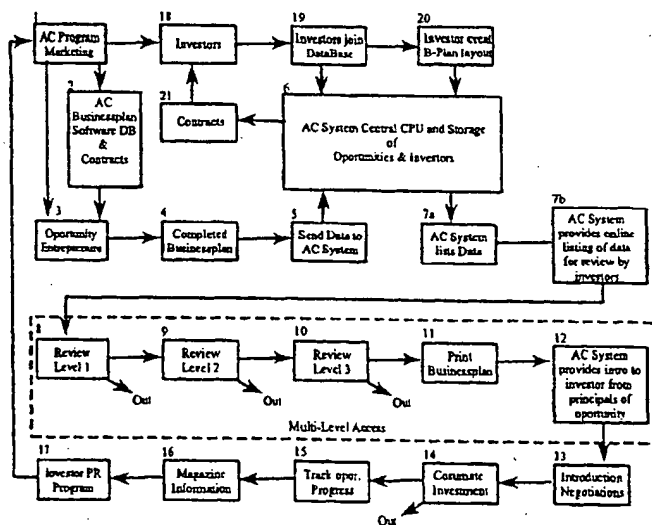 1
AC Program
Marketing
18
Investors
19
Investors join
DataBase
20
Investor creat
B-Plan layout
2
AC
Businessplan
Software DB
&
Contracts
21
Contracts
6
AC System Central CPU and Storage
of
Oportunities & Investors
3
Oportunity
Entrepreneure
4
Completed
Businessplan
5
Send Data to
AC System
7a
AC System
lists Data
7b
AC System
provides online
listing of data
for review by
investors
8
Review
Level 1
Out
9
Review
Level 2
Out
10
Review
Level 3
Out
11
Print
Businessplan
12
AC System
provides intro to
investor from
principals of
oportunity
Multi-Level Access
17
Investor PR
Program
16
Magazine
Information
15
Track opor.
Progress
14
Consumate
Investment
Out
13
Introduction
Negotiations